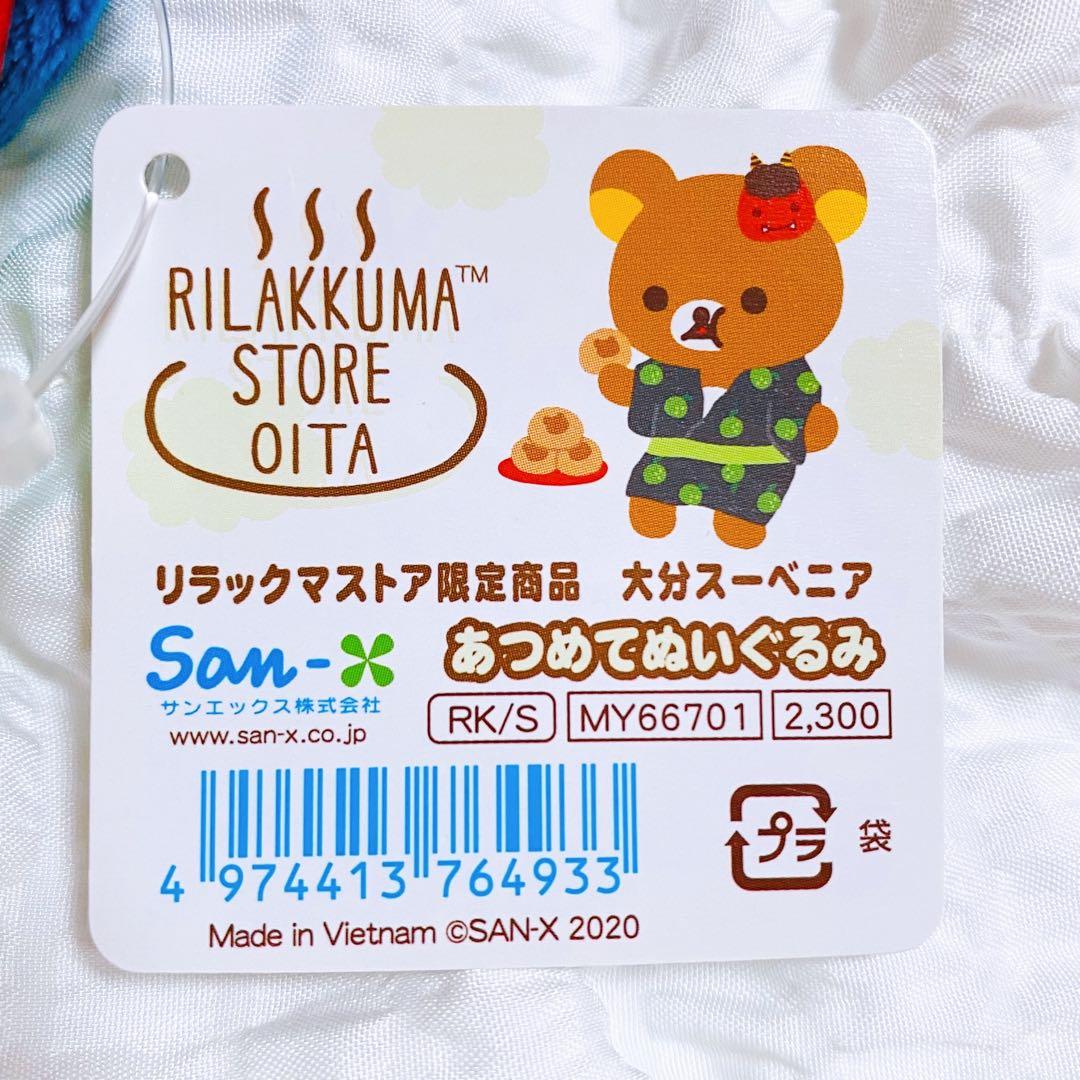 RILAKKUMA™
STORE
OITA
リラックマストア限定商品 大分スーベニア
San-X
あつめてぬいぐるみ
サンエックス株式会社
RK/S MY66701 2,300
www.san-x.co.jp
プラ 袋
4 974413 764933
Made in Vietnam ©SAN-X 2020